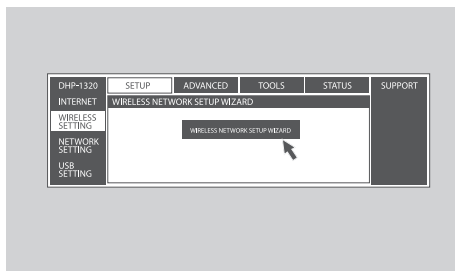 DHP-1320 SETUP ADVANCED TOOLS STATUS SUPPORT
INTERNET
WIRELESS NETWORK SETUP WIZARD
WIRELESS
SETTING
WIRELESS NETWORK SETUP WIZARD
NETWORK
SETTING
USB
SETTING